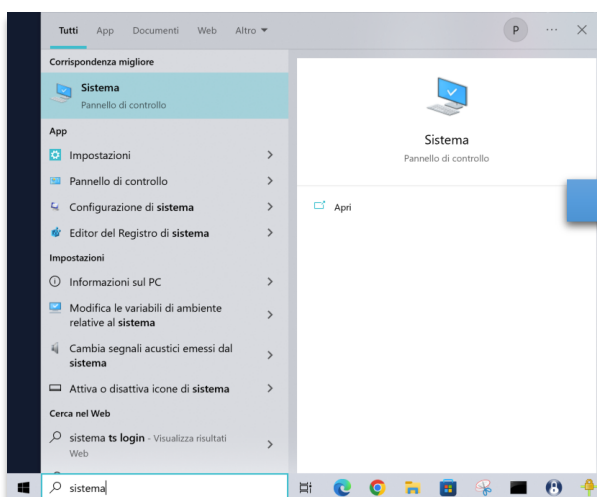 Tutti App Documenti Web Altro
P
Corrispondenza migliore
Sistema
Pannello di controllo
App
Impostazioni
Pannello di controllo
Configurazione di sistema
Editor del Registro di sistema
Impostazioni
Informazioni sul PC
Modifica le variabili di ambiente
relative al sistema
Cambia segnali acustici emessi dal
sistema
Attiva o disattiva icone di sistema
Cerca nel Web
sistema ts login - Visualizza risultati
Web
sistema
Sistema
Pannello di controllo
Apri